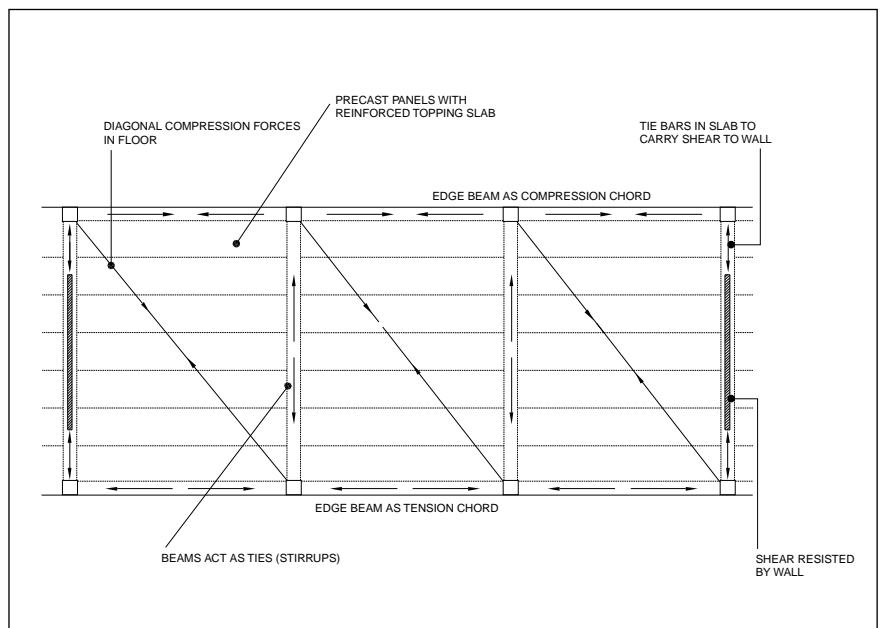 PRECAST PANELS WITH
REINFORCED TOPPING SLAB
DIAGONAL COMPRESSION FORCES
IN FLOOR
TIE BARS IN SLAB TO
CARRY SHEAR TO WALL
EDGE BEAM AS COMPRESSION CHORD
EDGE BEAM AS TENSION CHORD
BEAMS ACT AS TIES (STIRRUPS)
SHEAR RESISTED
BY WALL